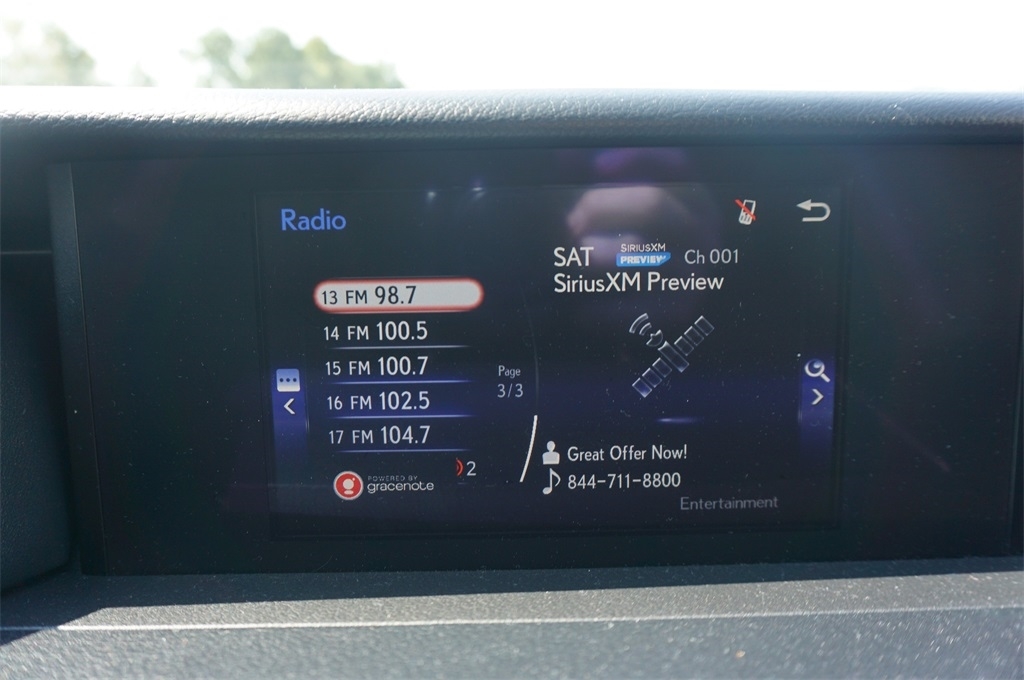 Radio
13 FM 98.7
14 FM 100.5
15 FM 100.7
16 FM 102.5
17 FM 104.7
Page
3/3
POWERED BY
gracenote
2
SAT SIRIUSXM PREVIEW Ch 001
SiriusXM Preview
Great Offer Now!
844-711-8800
Entertainment